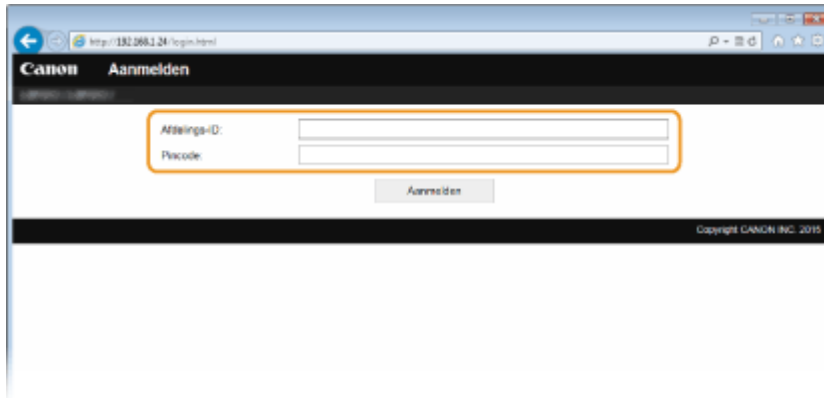 http://192.168.1.24/login.html
Canon Aanmelden
Afdelings-ID:
Pincode:
Aanmelden
Copyright CANON INC. 2015